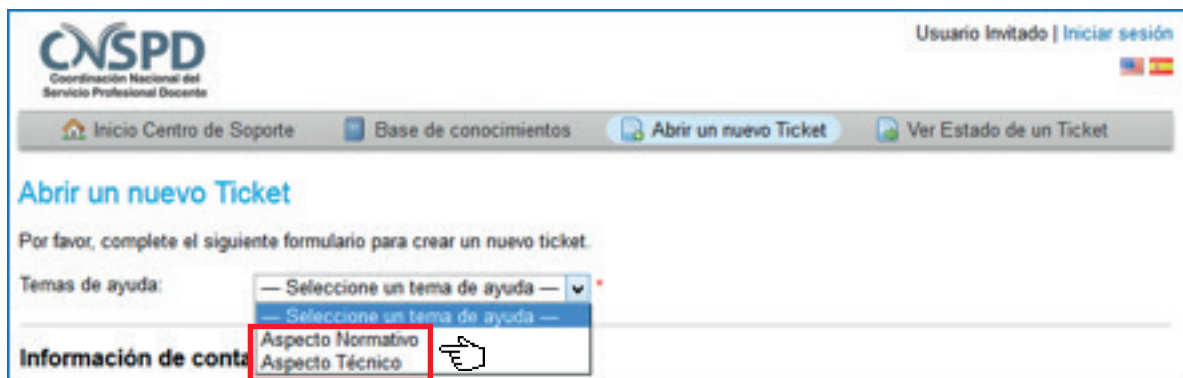 Usuario Invitado | Iniciar sesión
CNSPD
Coordinación Nacional del
Servicio Profesional Docente
Inicio Centro de Soporte Base de conocimientos Abrir un nuevo Ticket Ver Estado de un Ticket
Abrir un nuevo Ticket
Por favor, complete el siguiente formulario para crear un nuevo ticket.
Temas de ayuda: — Seleccione un tema de ayuda — *
— Seleccione un tema de ayuda —
Aspecto Normativo
Información de conta
Aspecto Técnico